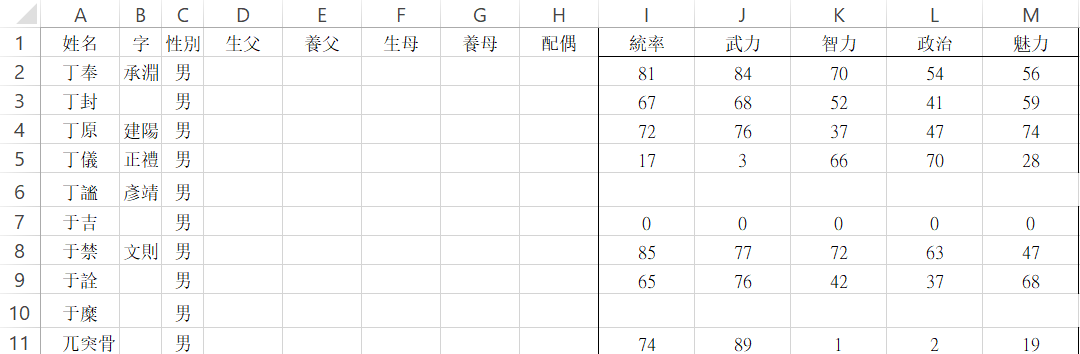 A B C D E F G H I J K L M
1 姓名 字 性別 生父 養父 生母 養母 配偶 統率 武力 智力 政治 魅力
2 丁奉 承淵 男 81 84 70 54 56
3 丁封 男 67 68 52 41 59
4 丁原 建陽 男 72 76 37 47 74
5 丁儀 正禮 男 17 3 66 70 28
6 丁謐 彥靖 男
7 于吉 男 0 0 0 0 0
8 于禁 文則 男 85 77 72 63 47
9 于詮 男 65 76 42 37 68
10 于糜 男
11 兀突骨 男 74 89 1 2 19